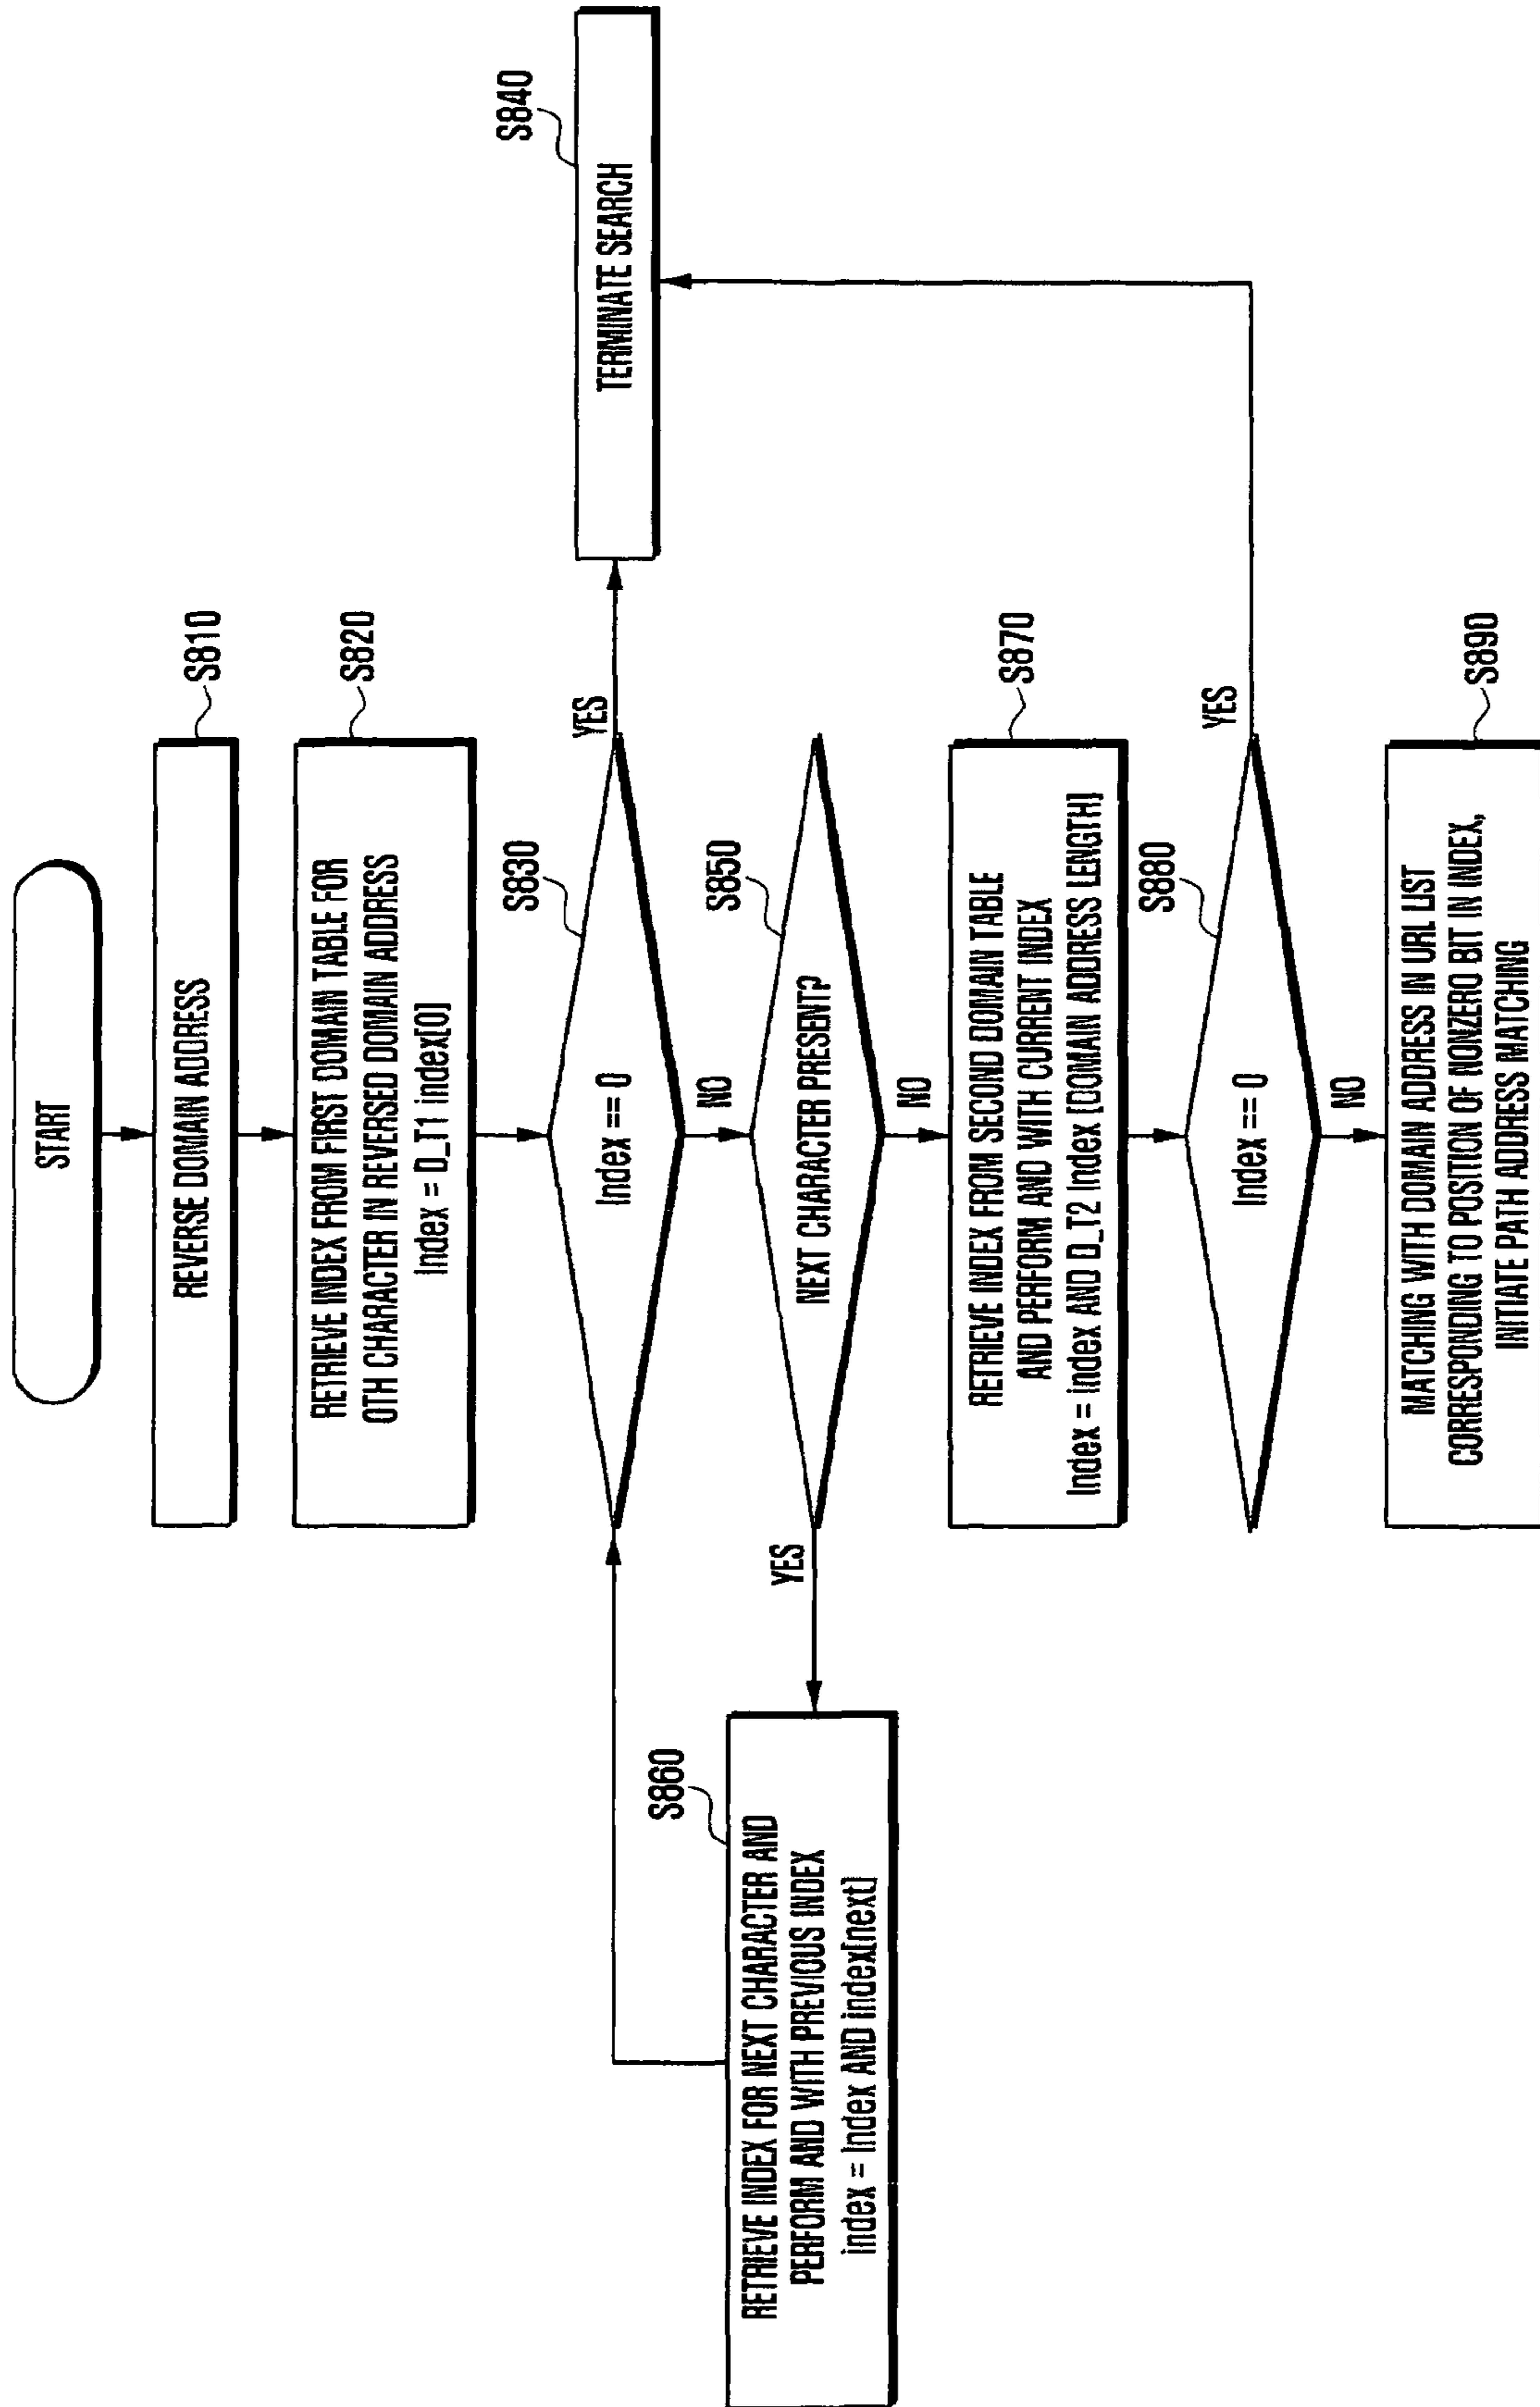 START
S810
REVERSE DOMAIN ADDRESS
S820
RETRIEVE INDEX FROM FIRST DOMAIN TABLE FOR
OTH CHARACTER IN REVERSED DOMAIN ADDRESS
Index = D_T1 index[0]
S830
Index == 0
YES
S840
TERMINATE SEARCH
NO
S850
NEXT CHARACTER PRESENT?
YES
S860
RETRIEVE INDEX FOR NEXT CHARACTER AND
PERFORM AND WITH PREVIOUS INDEX
index = Index AND index[next]
NO
S870
RETRIEVE INDEX FROM SECOND DOMAIN TABLE
AND PERFORM AND WITH CURRENT INDEX
Index = index AND D_T2 Index [DOMAIN ADDRESS LENGTH]
S880
Index == 0
YES
NO
S890
MATCHING WITH DOMAIN ADDRESS IN URL LIST
CORRESPONDING TO POSITION OF NONZERO BIT IN INDEX,
INITIATE PATH ADDRESS MATCHING